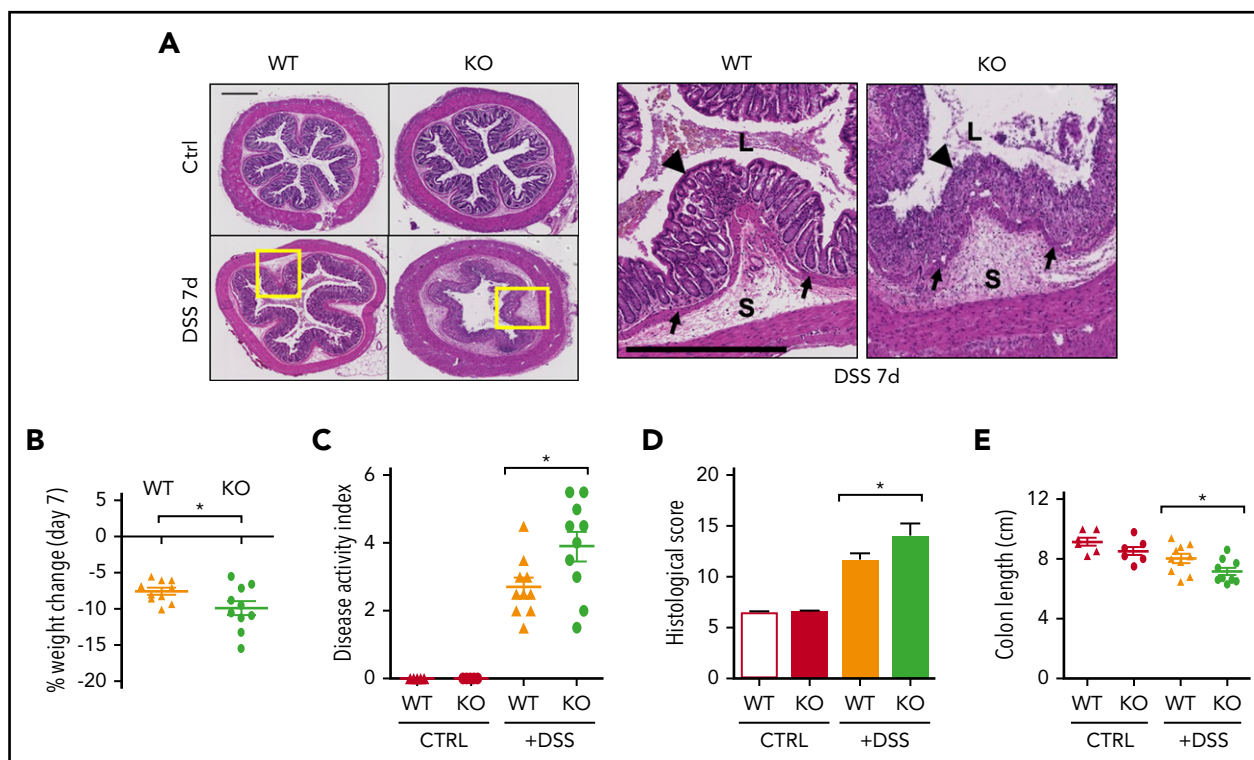 A
WT KO WT KO
Ctrl
DSS 7d
L
S
L
S
DSS 7d
B
% weight change (day 7)
WT KO
*
5
0
-5
-10
-15
-20
C
Disease activity index
6
4
2
0
*
WT KO WT KO
CTRL +DSS
D
Histological score
20
15
10
5
0
*
WT KO WT KO
CTRL +DSS
E
Colon length (cm)
12
8
4
0
*
WT KO WT KO
CTRL +DSS